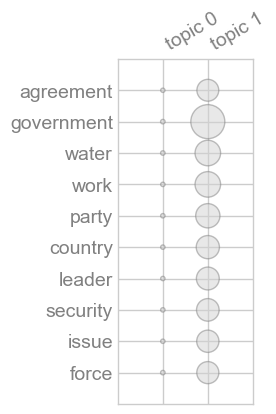 topic 0
topic 1
agreement
government
water
work
party
country
leader
security
issue
force